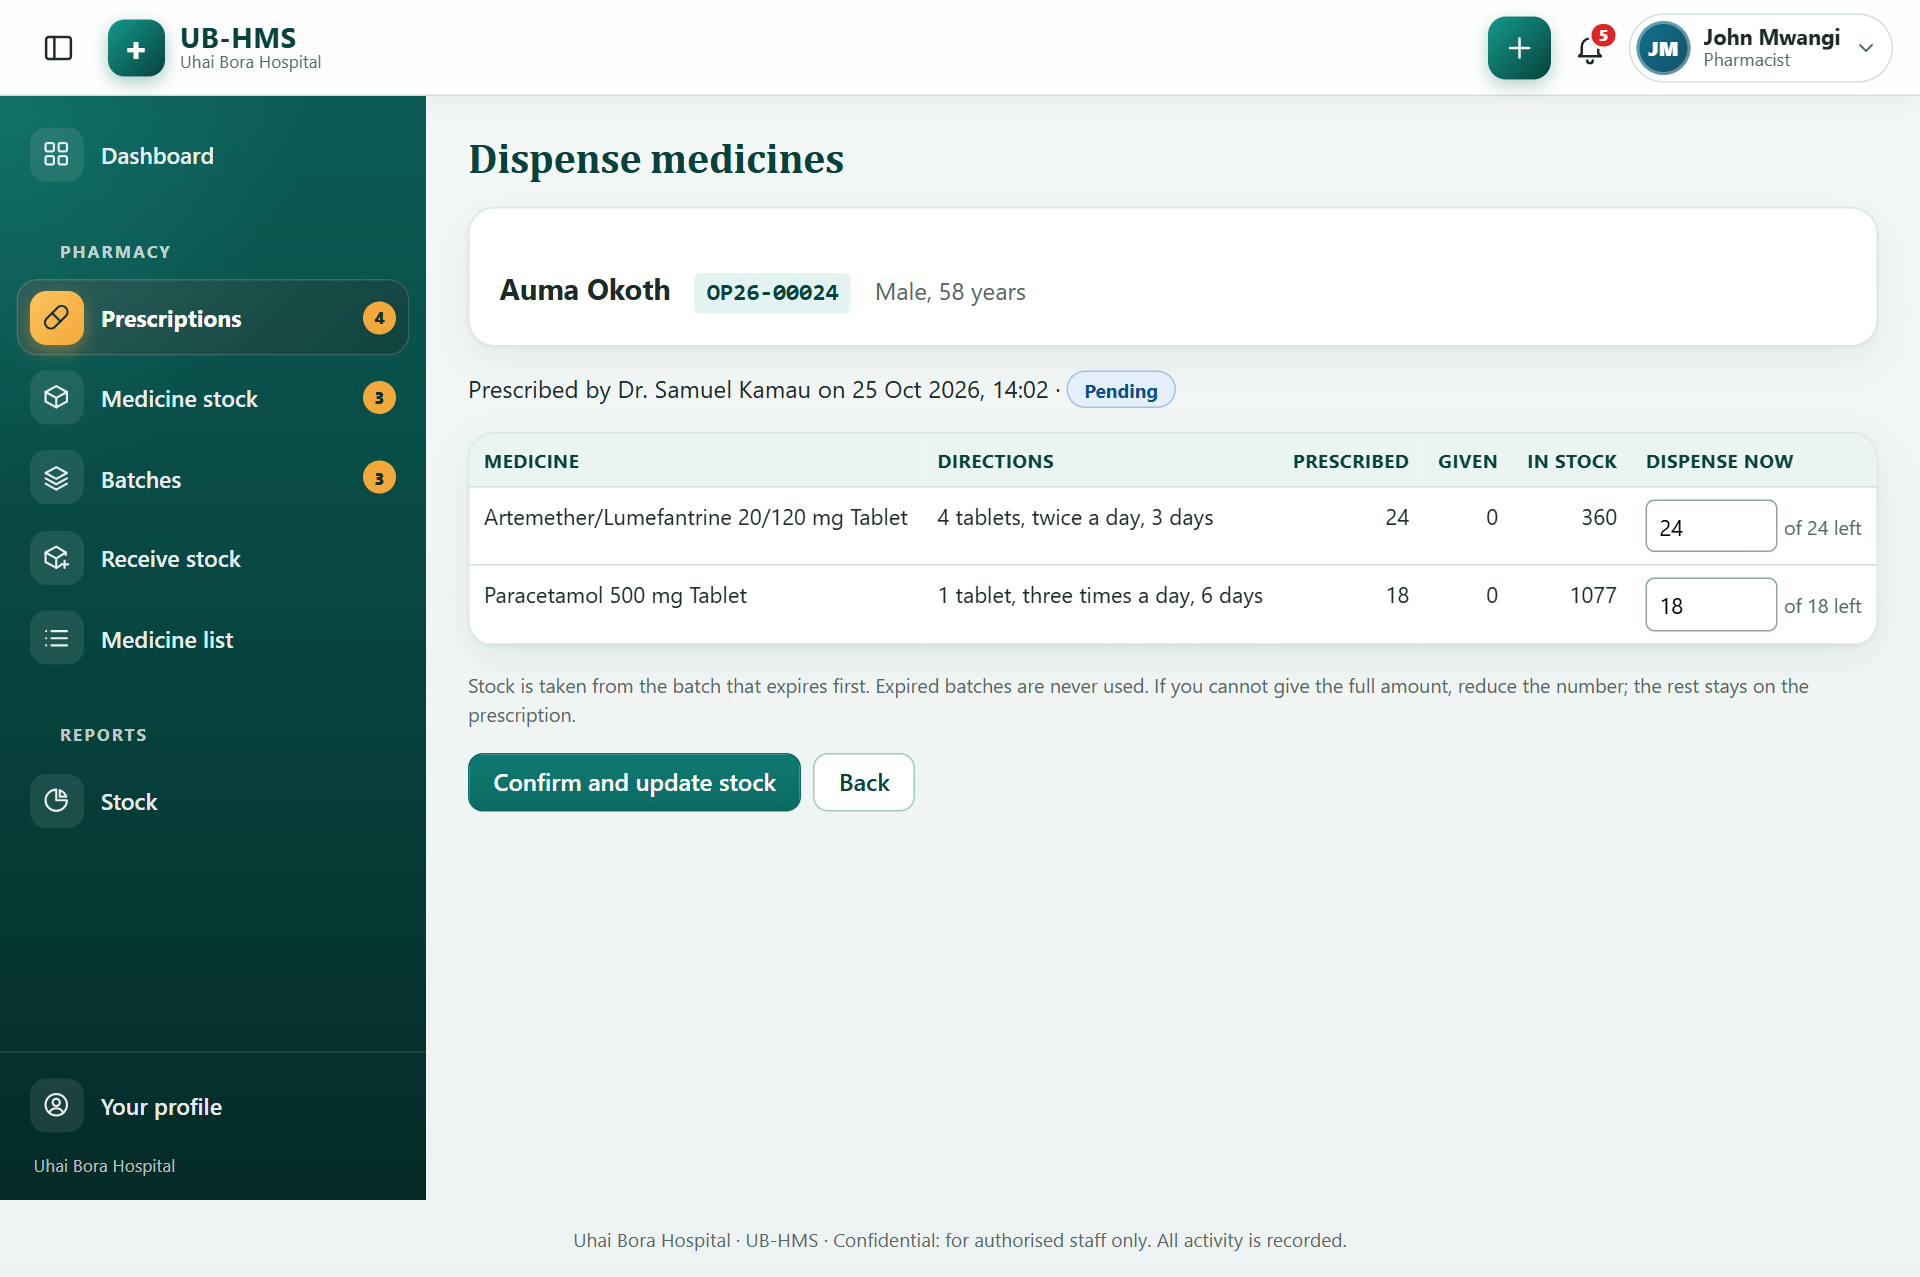 UB-HMS
Uhai Bora Hospital
5
JM
John Mwangi
Pharmacist
Dashboard
PHARMACY
Prescriptions 4
Medicine stock 3
Batches 3
Receive stock
Medicine list
REPORTS
Stock
Your profile
Uhai Bora Hospital
Dispense medicines
Auma Okoth OP26-00024 Male, 58 years
Prescribed by Dr. Samuel Kamau on 25 Oct 2026, 14:02 · Pending
MEDICINE DIRECTIONS PRESCRIBED GIVEN IN STOCK DISPENSE NOW
Artemether/Lumefantrine 20/120 mg Tablet 4 tablets, twice a day, 3 days 24 0 360 24 of 24 left
Paracetamol 500 mg Tablet 1 tablet, three times a day, 6 days 18 0 1077 18 of 18 left
Stock is taken from the batch that expires first. Expired batches are never used. If you cannot give the full amount, reduce the number; the rest stays on the
prescription.
Confirm and update stock Back
Uhai Bora Hospital · UB-HMS · Confidential: for authorised staff only. All activity is recorded.